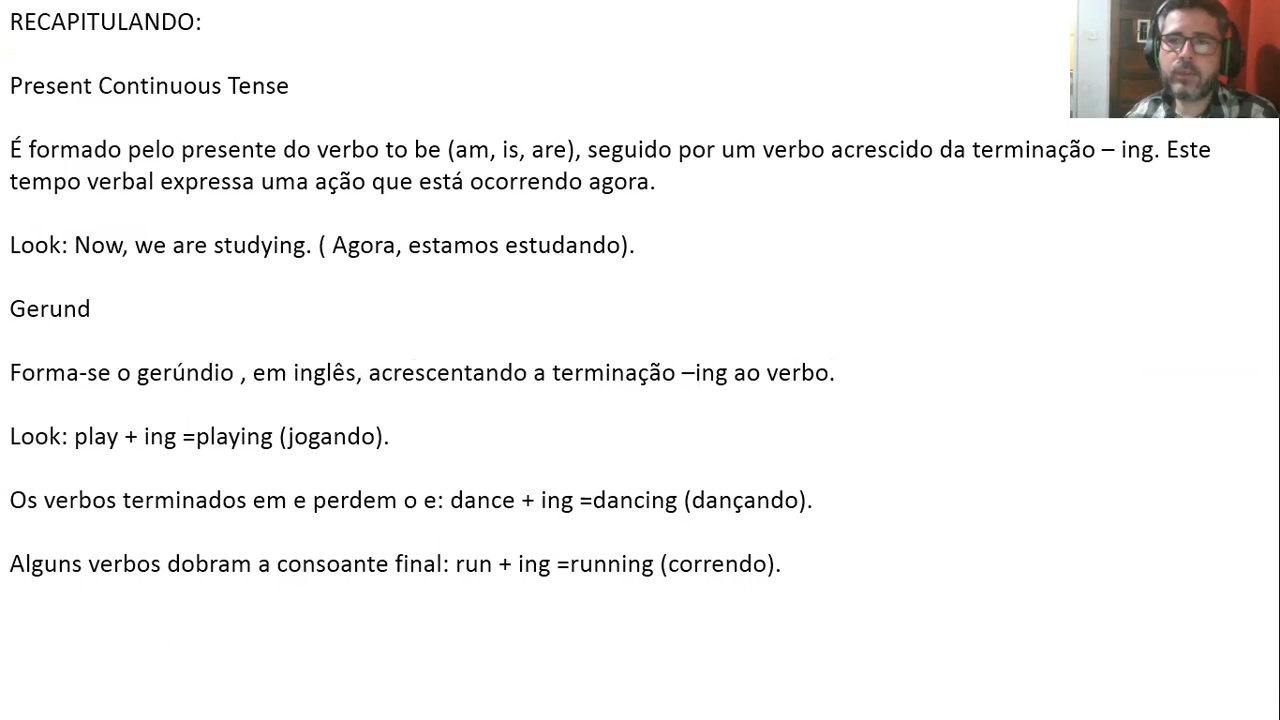 RECAPITULANDO:
Present Continuous Tense
É formado pelo presente do verbo to be (am, is, are), seguido por um verbo acrescido da terminação – ing. Este
tempo verbal expressa uma ação que está ocorrendo agora.
Look: Now, we are studying. ( Agora, estamos estudando).
Gerund
Forma-se o gerúndio , em inglês, acrescentando a terminação –ing ao verbo.
Look: play + ing =playing (jogando).
Os verbos terminados em e perdem o e: dance + ing =dancing (dançando).
Alguns verbos dobram a consoante final: run + ing =running (correndo).